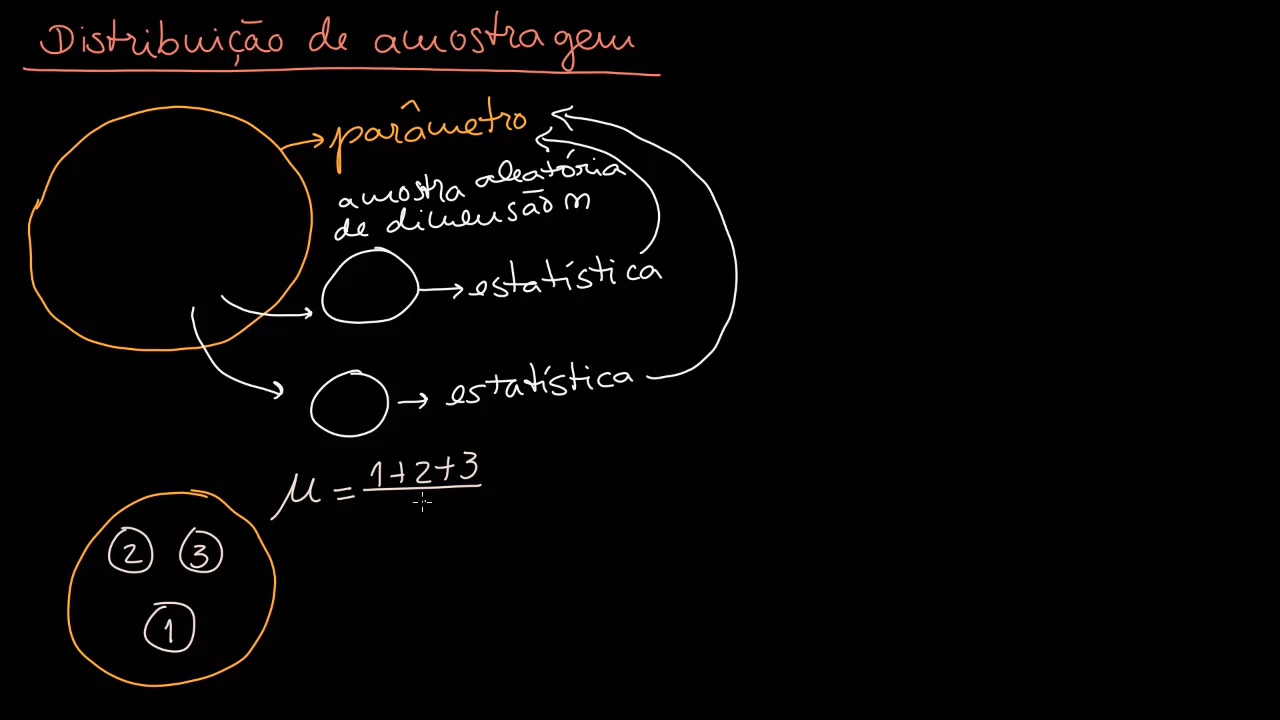 Distribuição de amostragem
parâmetro
amostra aleatória
de dimensão n
estatística
estatística
μ = 1+2+3
2 3
1